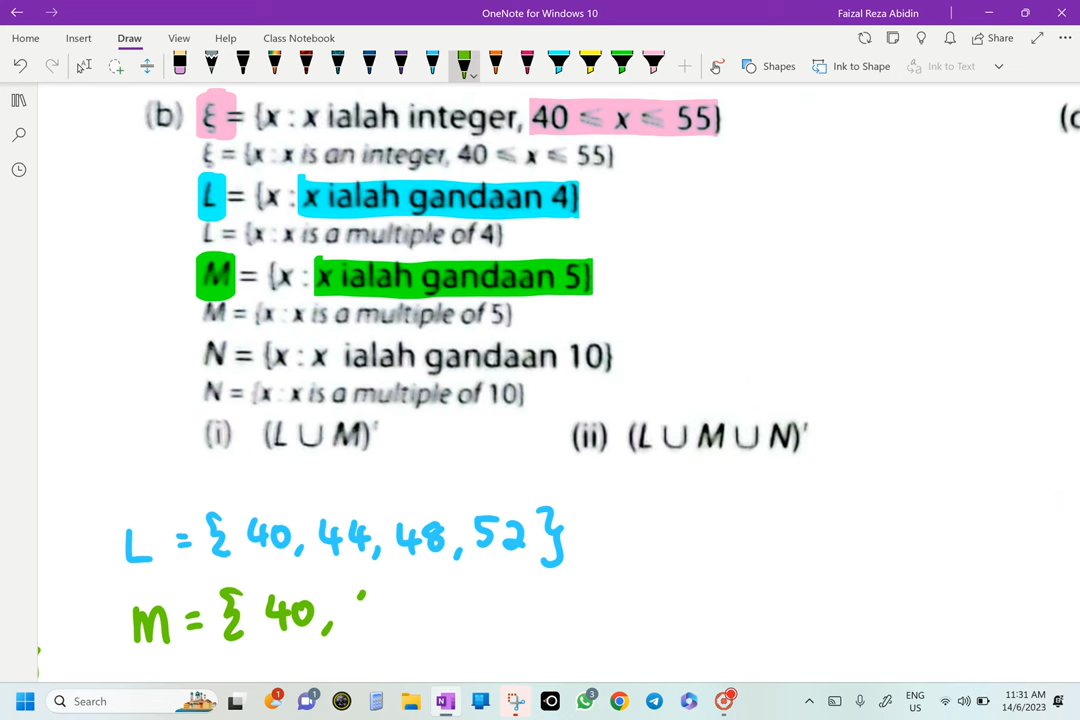 OneNote for Windows 10
Faizal Reza Abidin
Home Insert Draw View Help Class Notebook
Share
Shapes Ink to Shape Ink to Text
(b) ξ = {x : x ialah integer, 40 ⩽ x ⩽ 55}
ξ = {x : x is an integer, 40 ⩽ x ⩽ 55}
L = {x : x ialah gandaan 4}
L = {x : x is a multiple of 4}
M = {x : x ialah gandaan 5}
M = {x : x is a multiple of 5}
N = {x : x ialah gandaan 10}
N = {x : x is a multiple of 10}
(i) (L ∪ M)′
(ii) (L ∪ M ∪ N)′
L = { 40, 44, 48, 52 }
M = { 40,
Search
1
1
3
ENG
US
11:31 AM
14/6/2023